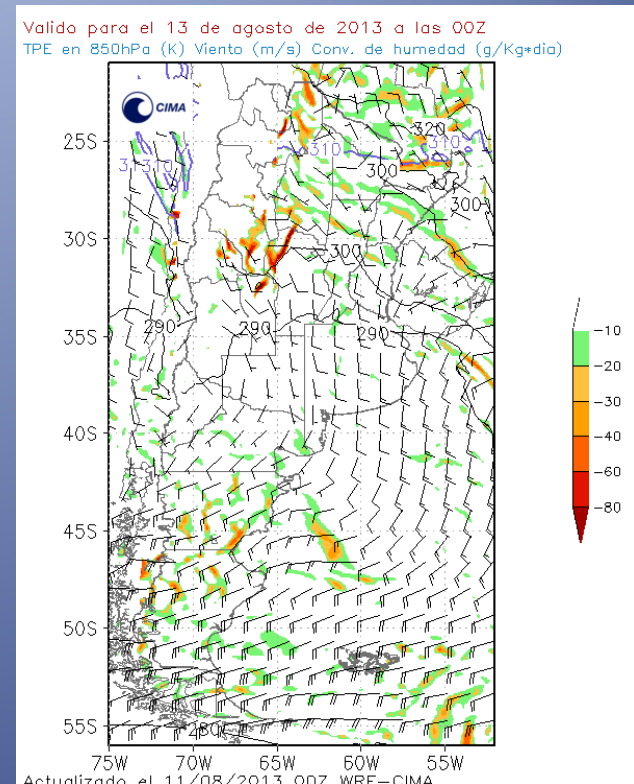 Valido para el 13 de agosto de 2013 a las 00Z
TPE en 850hPa (K) Viento (m/s) Conv. de humedad (g/Kg*dia)
CIMA
320
310
310
25S
310
300
300
30S
300
290
290
290
35S
40S
45S
50S
55S
280
75W 70W 65W 60W 55W
-10
-20
-30
-40
-60
-80
Actualizado el 11/08/2013 00Z WRF-CIMA